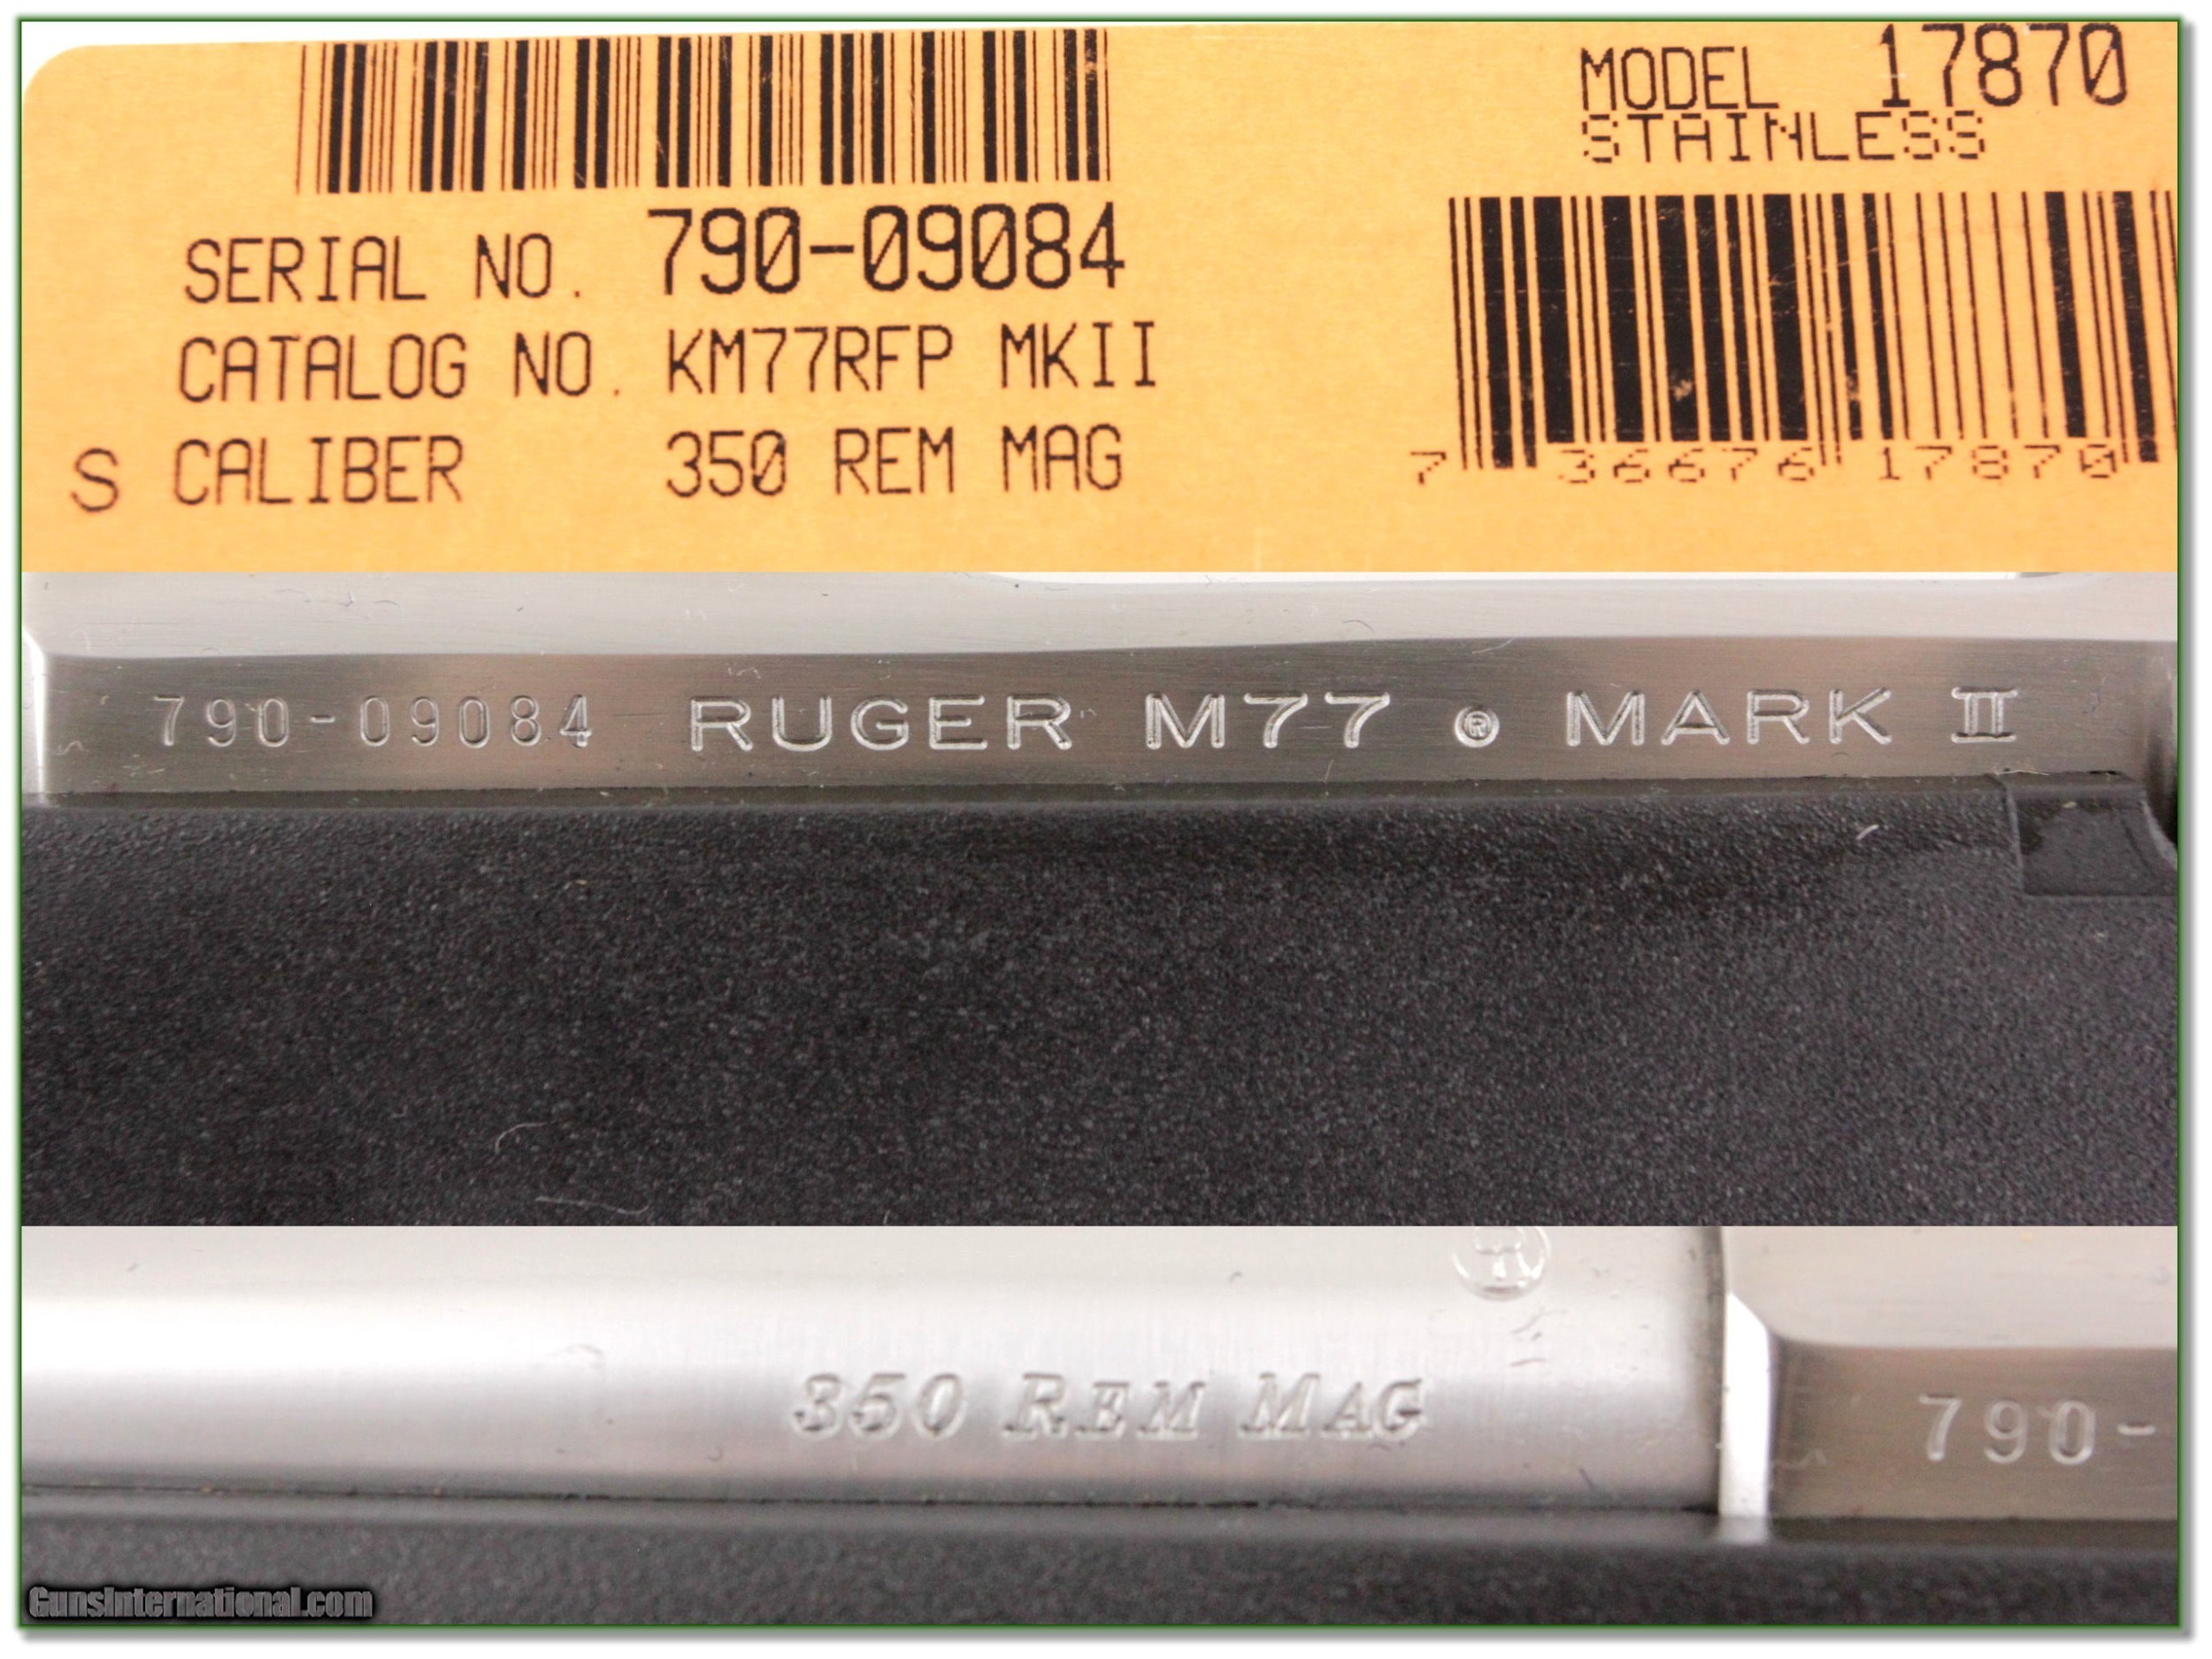 MODEL 17870
STAINLESS
SERIAL NO. 790-09084
CATALOG NO. KM77RFP MKII
S CALIBER 350 REM MAG
7 36676 17870
790-09084 RUGER M77 ® MARK II
350 REM MAG
790-
GunsInternational.com